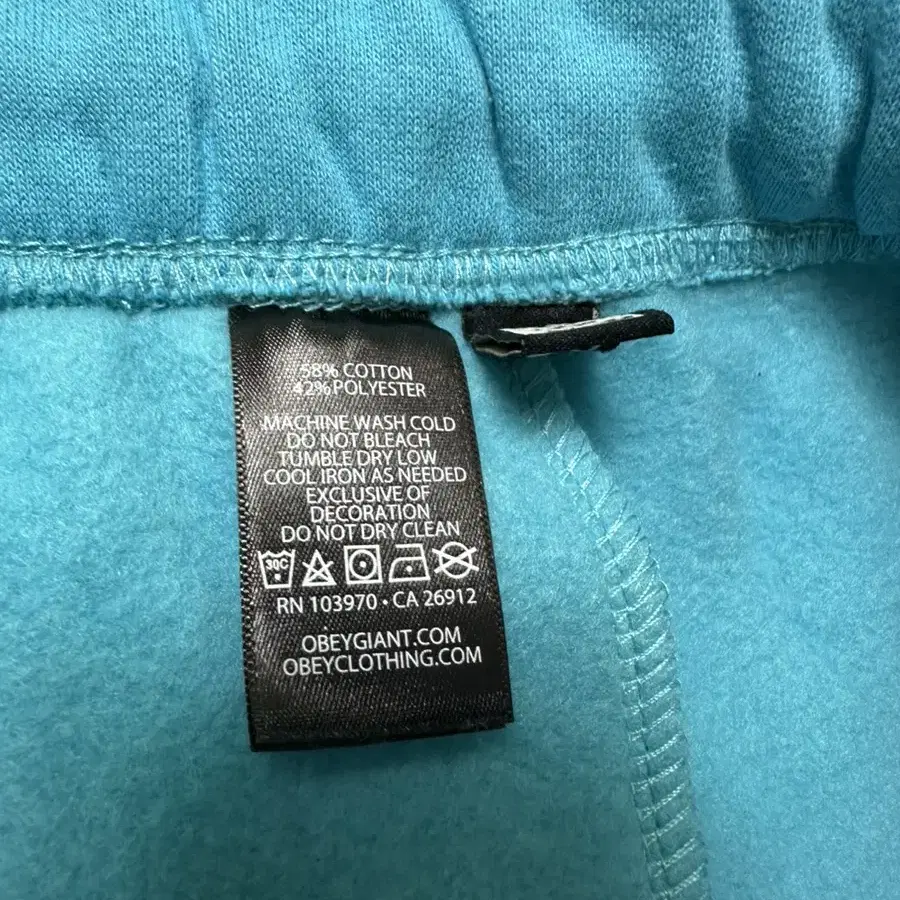 58% COTTON
42% POLYESTER
MACHINE WASH COLD
DO NOT BLEACH
TUMBLE DRY LOW
COOL IRON AS NEEDED
EXCLUSIVE OF
DECORATION
DO NOT DRY CLEAN
30C
RN 103970 • CA 26912
OBEYGIANT.COM
OBEYCLOTHING.COM